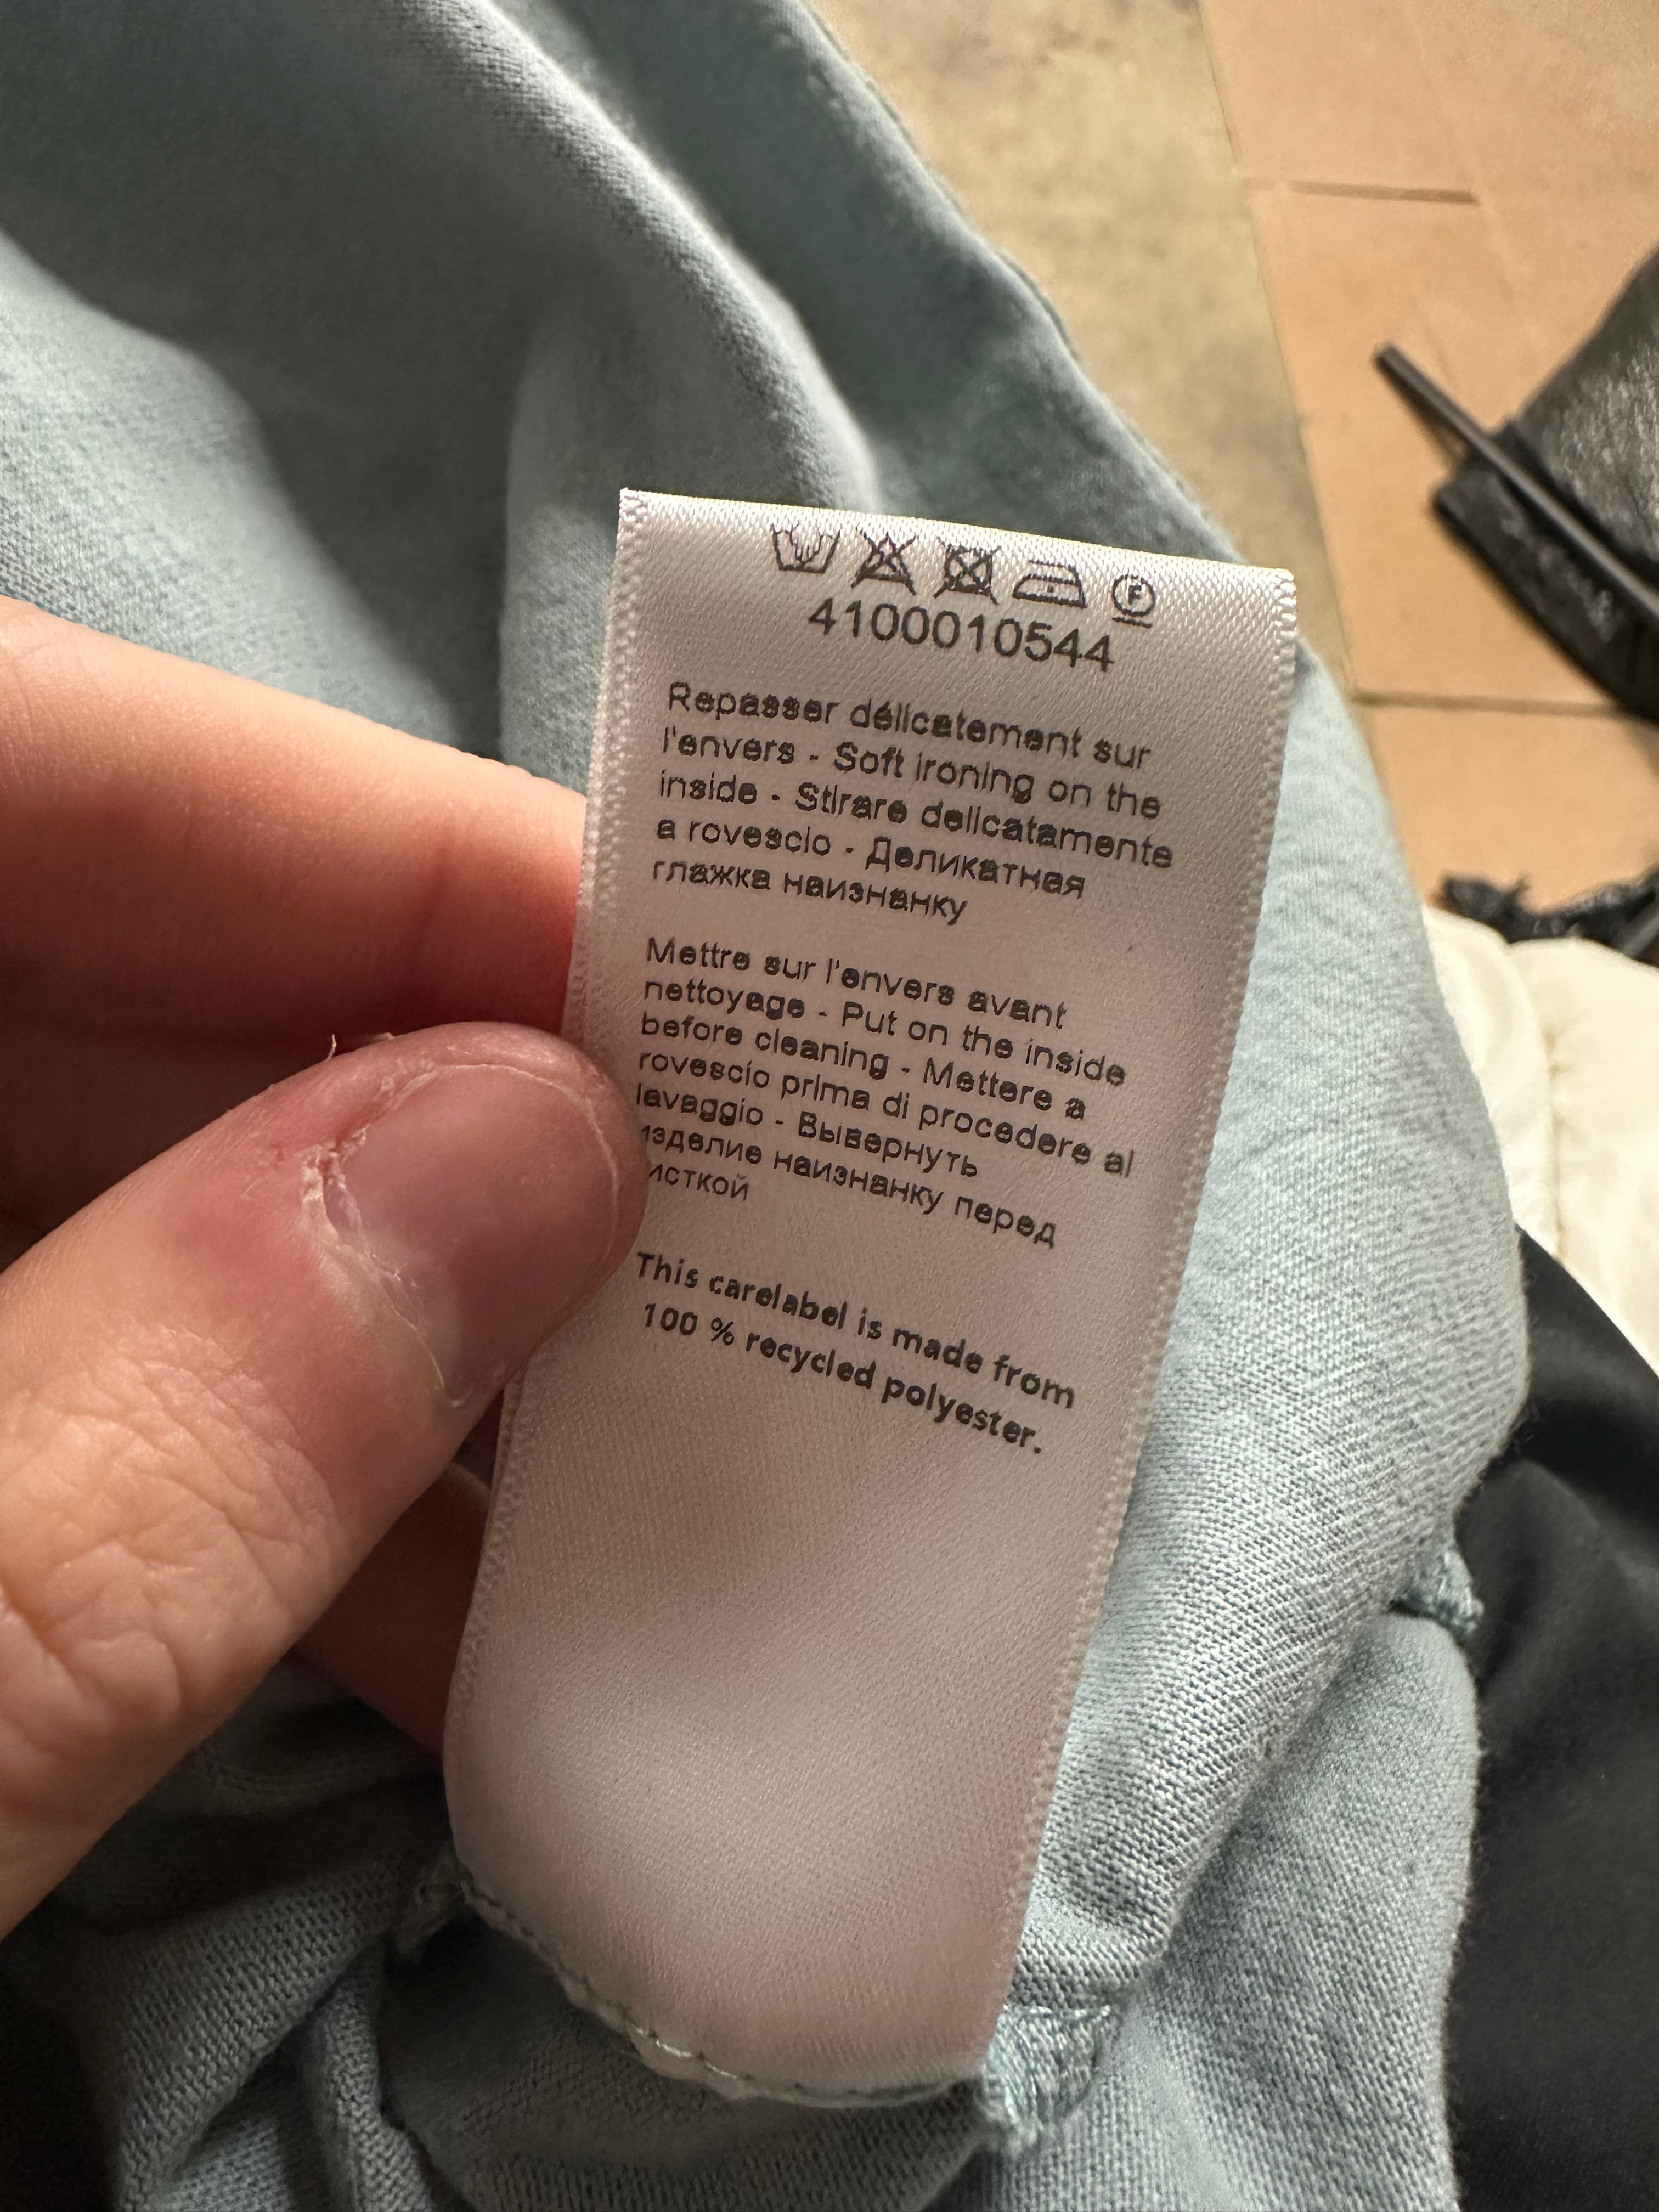 F
4100010544
Repasser délicatement sur
l'envers - Soft ironing on the
inside - Stirare delicatamente
a rovescio - Деликатная
глажка наизнанку
Mettre sur l'envers avant
nettoyage - Put on the inside
before cleaning - Mettere a
rovescio prima di procedere al
lavaggio - Вывернуть
изделие наизнанку перед
исткой
This carelabel is made from
100 % recycled polyester.